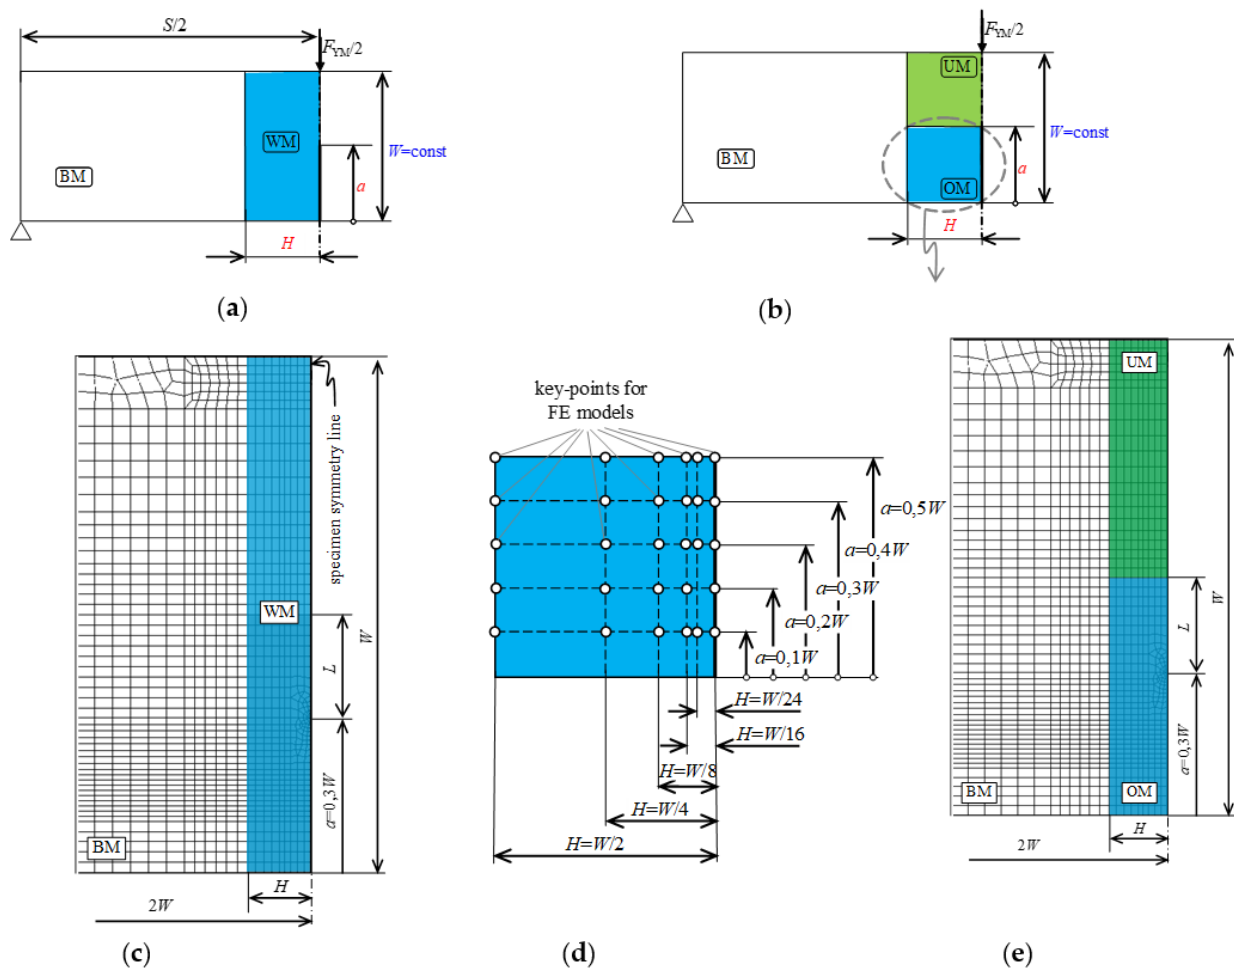 S/2
F_YM/2
WM
BM
W=const
a
H
(a)
F_YM/2
UM
BM
W=const
a
OM
H
(b)
WM
specimen symmetry line
W
L
a=0,3W
BM
H
2W
(c)
key-points for
FE models
a=0,5W
a=0,4W
a=0,3W
a=0,2W
a=0,1W
H=W/24
H=W/16
H=W/8
H=W/4
H=W/2
(d)
UM
W
L
a=0,3W
BM
OM
H
2W
(e)